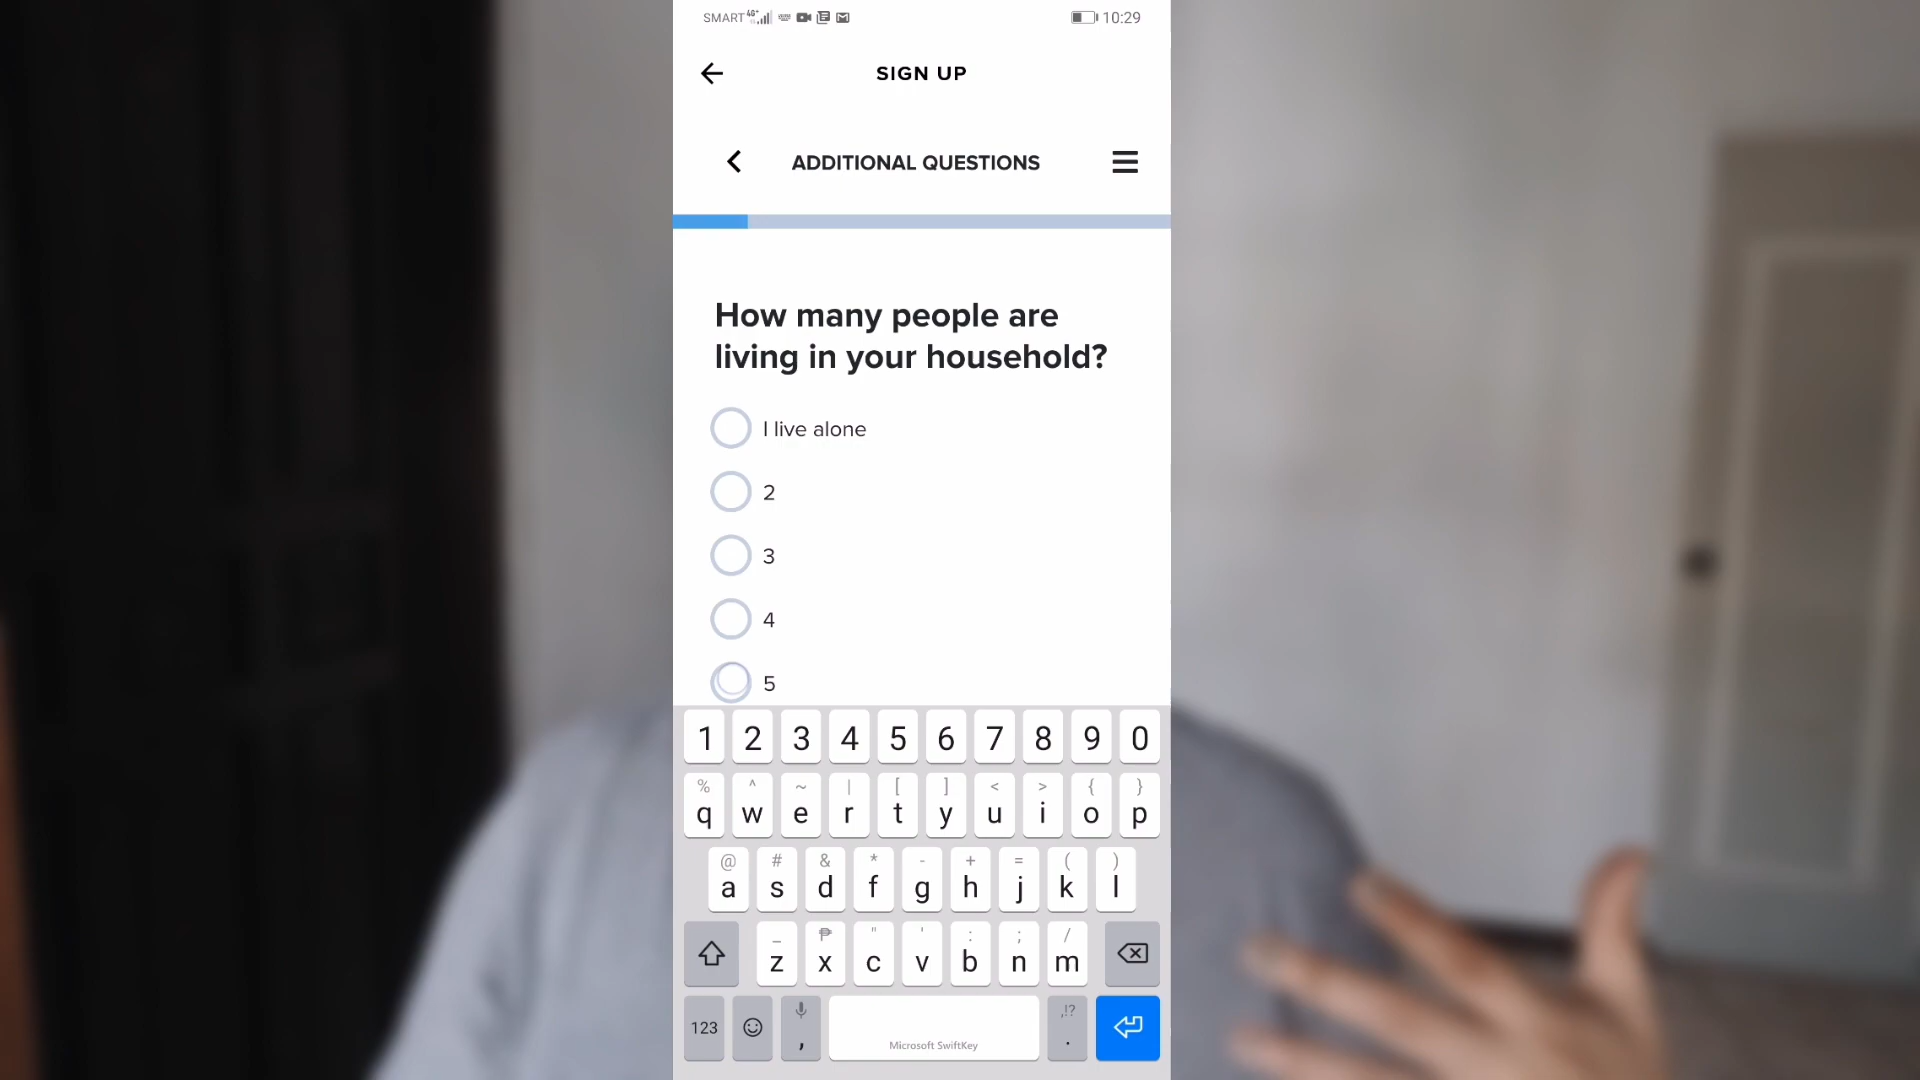 SMART 4G+ 10:29
SIGN UP
ADDITIONAL QUESTIONS
How many people are
living in your household?
I live alone
2
3
4
5
1 2 3 4 5 6 7 8 9 0
% ^ ~ | [ ] < > { }
q w e r t y u i o p
@ # & * - + = ( )
a s d f g h j k l
_ ₱ " ' : ; /
z x c v b n m
123 , Microsoft SwiftKey ,!? .